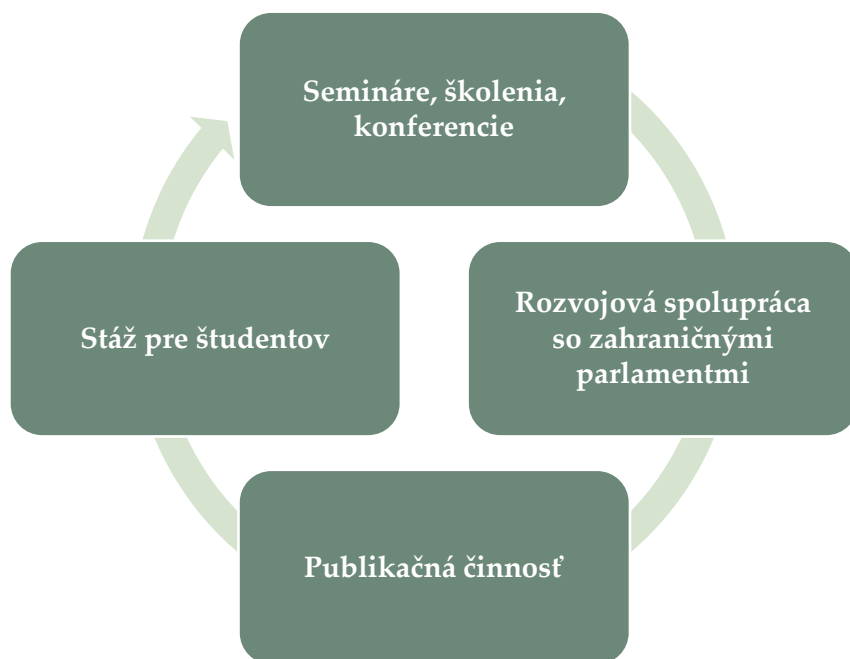 Semináre, školenia,
konferencie
Rozvojová spolupráca
so zahraničnými
parlamentmi
Publikačná činnosť
Stáž pre študentov